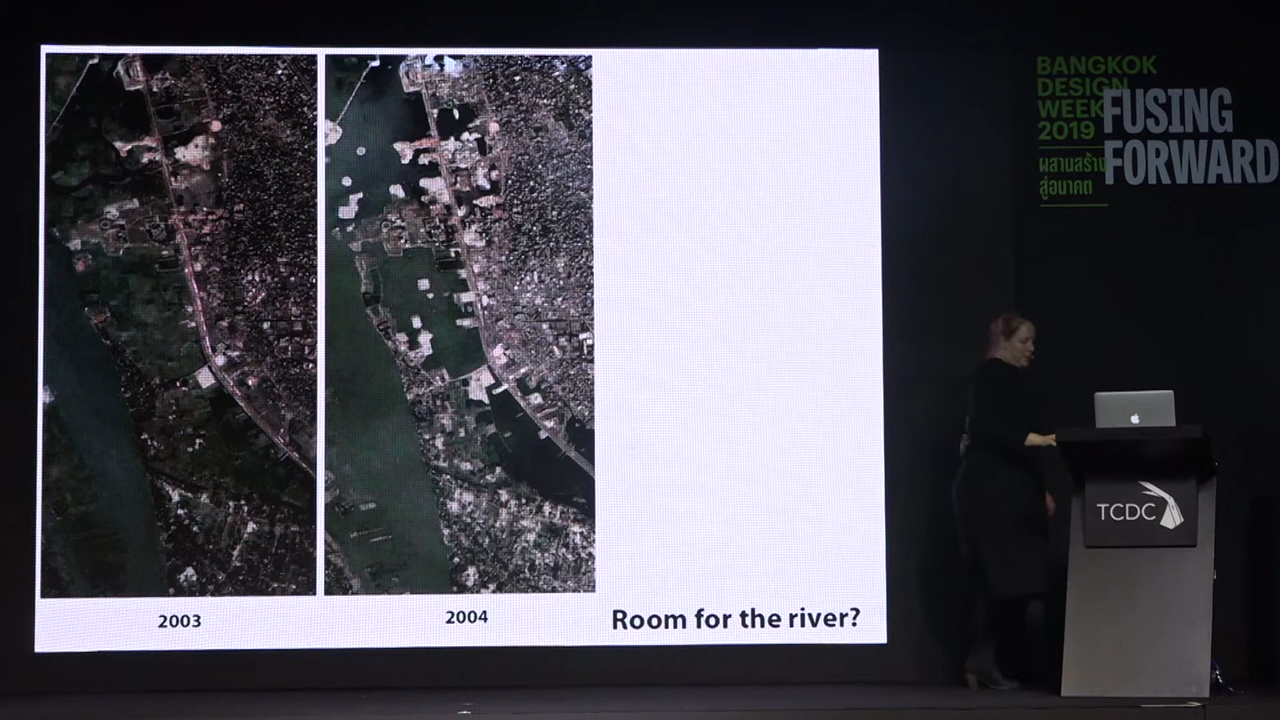 2003
2004
Room for the river?
BANGKOK
DESIGN
WEEK
2019
ผสานสร้าง
สู่อนาคต
FUSING
FORWARD
TCDC